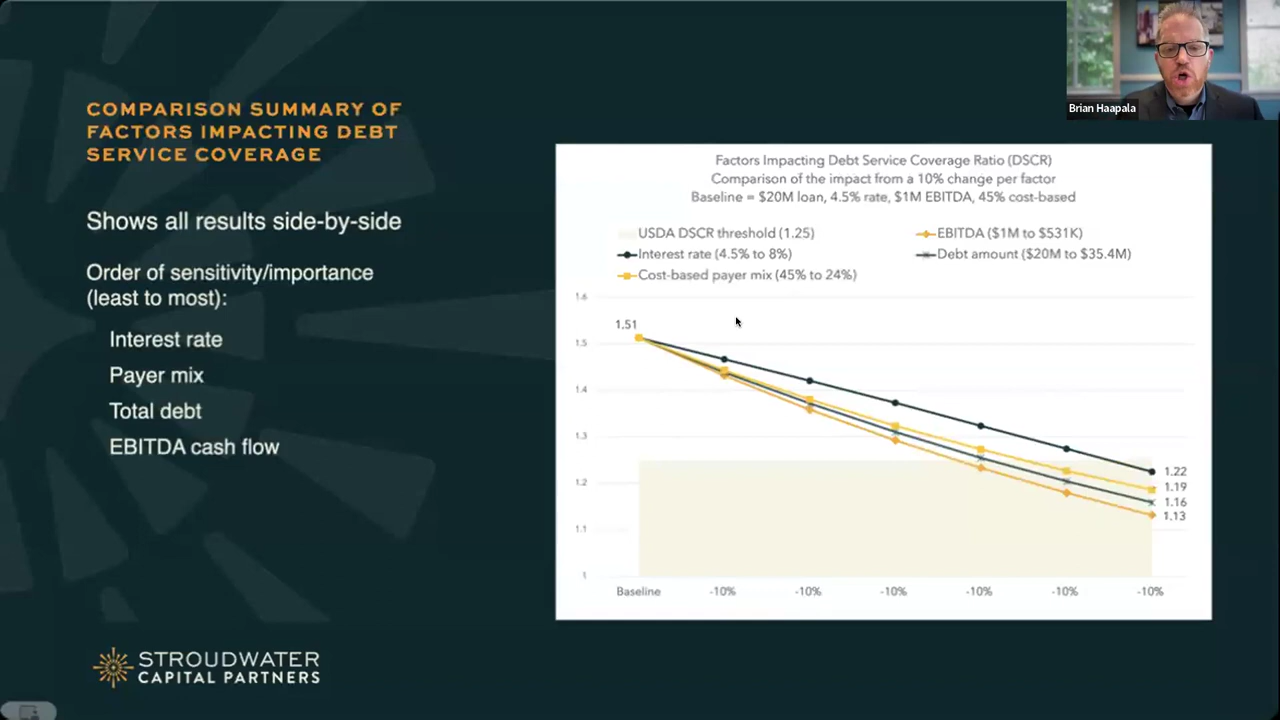 Brian Haapala
COMPARISON SUMMARY OF
FACTORS IMPACTING DEBT
SERVICE COVERAGE
Shows all results side-by-side
Order of sensitivity/importance
(least to most):
Interest rate
Payer mix
Total debt
EBITDA cash flow
STROUDWATER
CAPITAL PARTNERS
Factors Impacting Debt Service Coverage Ratio (DSCR)
Comparison of the impact from a 10% change per factor
Baseline = $20M loan, 4.5% rate, $1M EBITDA, 45% cost-based
USDA DSCR threshold (1.25)
EBITDA ($1M to $531K)
Interest rate (4.5% to 8%)
Debt amount ($20M to $35.4M)
Cost-based payer mix (45% to 24%)
1.6
1.51
1.5
1.4
1.3
1.22
1.2
1.19
1.16
1.13
1.1
1
Baseline -10% -10% -10% -10% -10% -10%